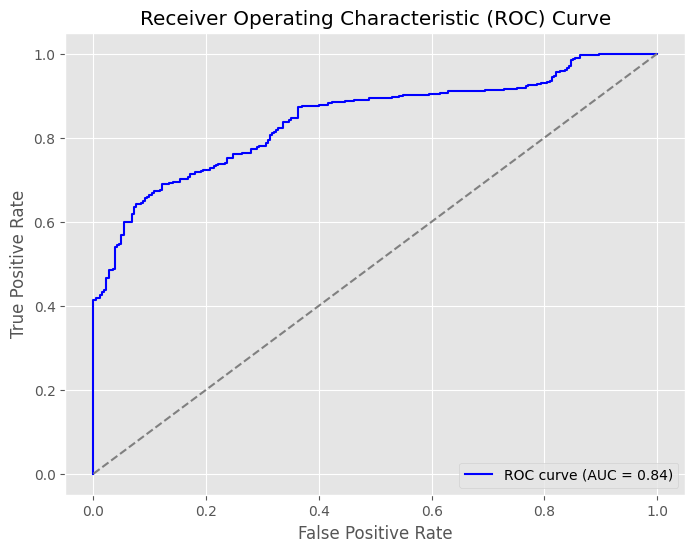 Receiver Operating Characteristic (ROC) Curve
True Positive Rate
1.0
0.8
0.6
0.4
0.2
0.0
ROC curve (AUC = 0.84)
0.0 0.2 0.4 0.6 0.8 1.0
False Positive Rate